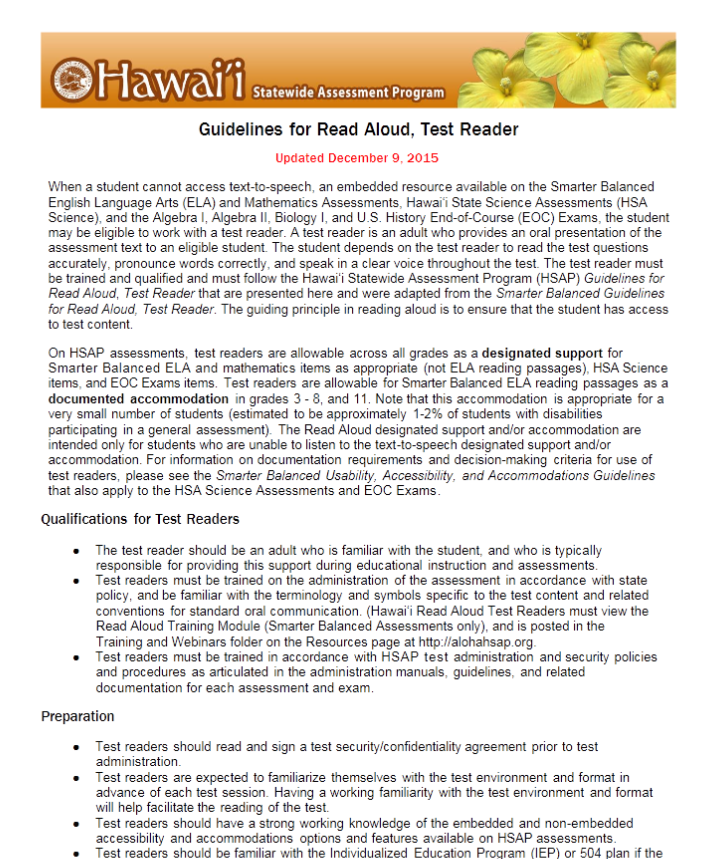 Hawai‘i Statewide Assessment Program
Guidelines for Read Aloud, Test Reader
Updated December 9, 2015
When a student cannot access text-to-speech, an embedded resource available on the Smarter Balanced
English Language Arts (ELA) and Mathematics Assessments, Hawai‘i State Science Assessments (HSA
Science), and the Algebra I, Algebra II, Biology I, and U.S. History End-of-Course (EOC) Exams, the student
may be eligible to work with a test reader. A test reader is an adult who provides an oral presentation of the
assessment text to an eligible student. The student depends on the test reader to read the test questions
accurately, pronounce words correctly, and speak in a clear voice throughout the test. The test reader must
be trained and qualified and must follow the Hawai‘i Statewide Assessment Program (HSAP) Guidelines for
Read Aloud, Test Reader that are presented here and were adapted from the Smarter Balanced Guidelines
for Read Aloud, Test Reader. The guiding principle in reading aloud is to ensure that the student has access
to test content.
On HSAP assessments, test readers are allowable across all grades as a designated support for
Smarter Balanced ELA and mathematics items as appropriate (not ELA reading passages), HSA Science
items, and EOC Exams items. Test readers are allowable for Smarter Balanced ELA reading passages as a
documented accommodation in grades 3 - 8, and 11. Note that this accommodation is appropriate for a
very small number of students (estimated to be approximately 1-2% of students with disabilities
participating in a general assessment). The Read Aloud designated support and/or accommodation are
intended only for students who are unable to listen to the text-to-speech designated support and/or
accommodation. For information on documentation requirements and decision-making criteria for use of
test readers, please see the Smarter Balanced Usability, Accessibility, and Accommodations Guidelines
that also apply to the HSA Science Assessments and EOC Exams.
Qualifications for Test Readers
• The test reader should be an adult who is familiar with the student, and who is typically
responsible for providing this support during educational instruction and assessments.
• Test readers must be trained on the administration of the assessment in accordance with state
policy, and be familiar with the terminology and symbols specific to the test content and related
conventions for standard oral communication. (Hawai‘i Read Aloud Test Readers must view the
Read Aloud Training Module (Smarter Balanced Assessments only), and is posted in the
Training and Webinars folder on the Resources page at http://alohahsap.org.
• Test readers must be trained in accordance with HSAP test administration and security policies
and procedures as articulated in the administration manuals, guidelines, and related
documentation for each assessment and exam.
Preparation
• Test readers should read and sign a test security/confidentiality agreement prior to test
administration.
• Test readers are expected to familiarize themselves with the test environment and format in
advance of each test session. Having a working familiarity with the test environment and format
will help facilitate the reading of the test.
• Test readers should have a strong working knowledge of the embedded and non-embedded
accessibility and accommodations options and features available on HSAP assessments.
• Test readers should be familiar with the Individualized Education Program (IEP) or 504 plan if the